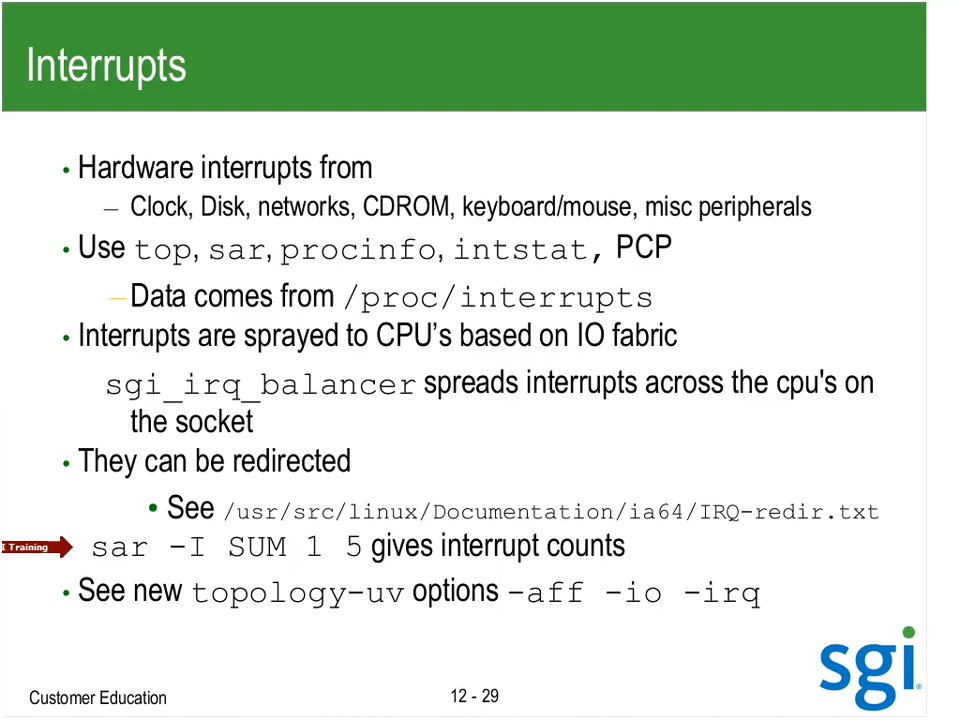 Interrupts
• Hardware interrupts from
– Clock, Disk, networks, CDROM, keyboard/mouse, misc peripherals
• Use top, sar, procinfo, intstat, PCP
–Data comes from /proc/interrupts
• Interrupts are sprayed to CPU’s based on IO fabric
sgi_irq_balancer spreads interrupts across the cpu's on
the socket
• They can be redirected
• See /usr/src/linux/Documentation/ia64/IRQ-redir.txt
I Training
sar -I SUM 1 5 gives interrupt counts
• See new topology-uv options -aff -io -irq
sgi®
Customer Education
12 - 29